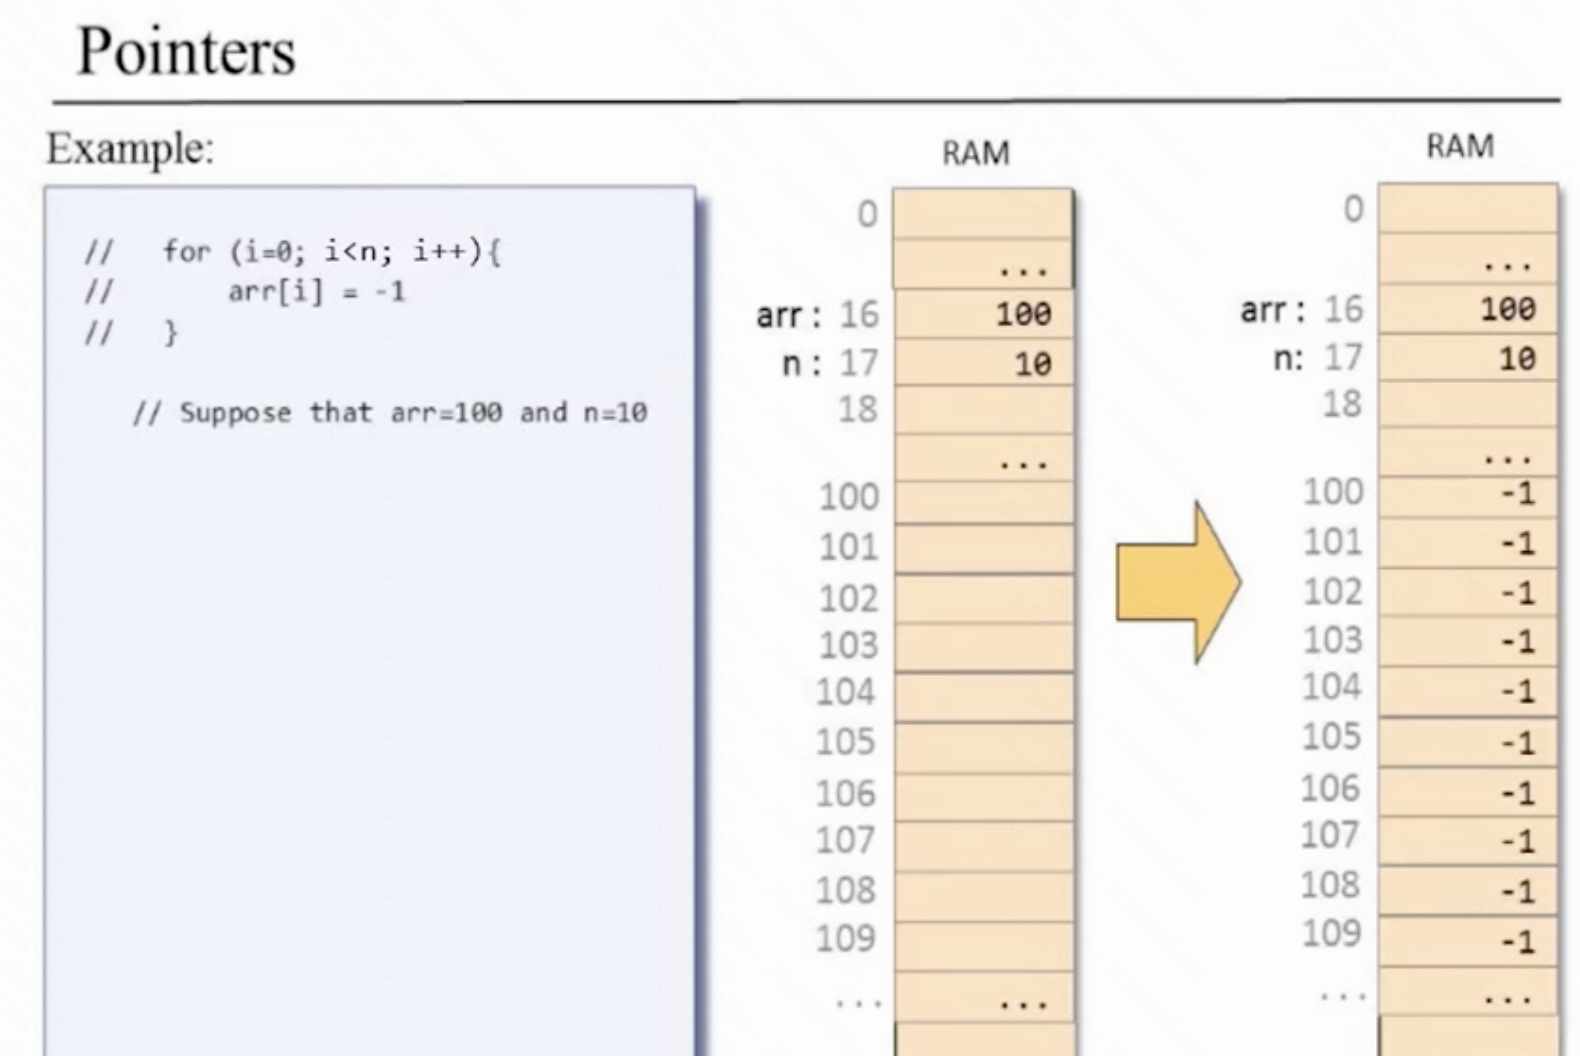 Pointers
Example:
//   for (i=0; i<n; i++){
//       arr[i] = -1
//   }
// Suppose that arr=100 and n=10
RAM
0
...
arr: 16 100
n: 17 10
18
...
100
101
102
103
104
105
106
107
108
109
... ...
RAM
0
...
arr: 16 100
n: 17 10
18
...
100 -1
101 -1
102 -1
103 -1
104 -1
105 -1
106 -1
107 -1
108 -1
109 -1
... ...